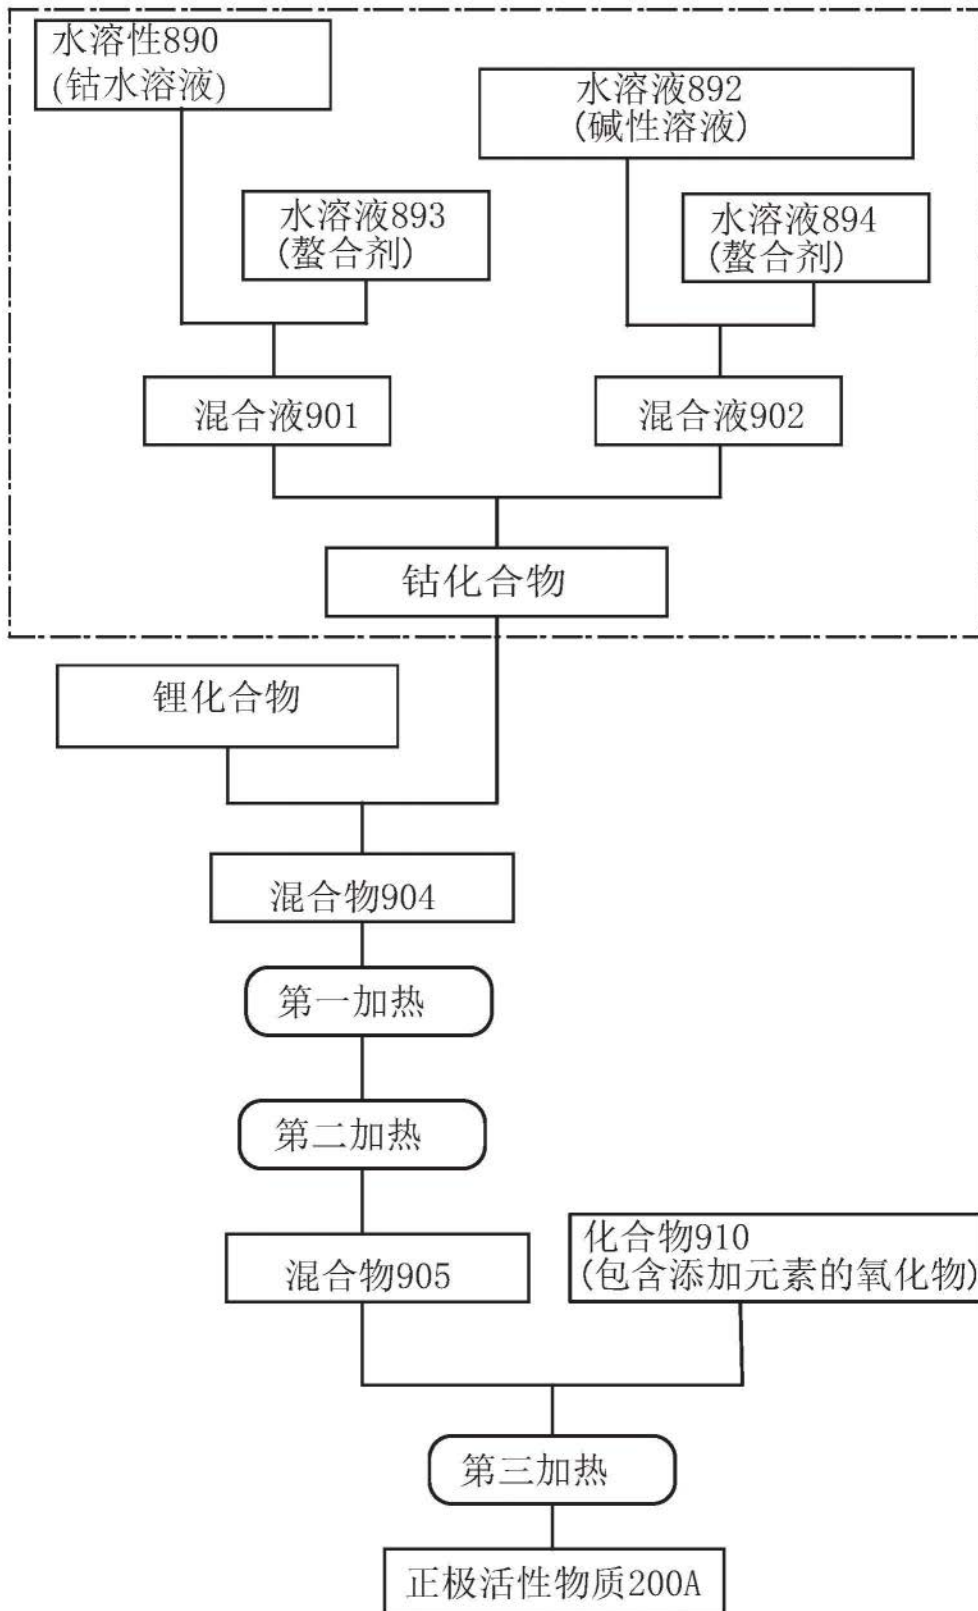 水溶性890
(钴水溶液)
水溶液892
(碱性溶液)
水溶液893
(螯合剂)
水溶液894
(螯合剂)
混合液901
混合液902
钴化合物
锂化合物
混合物904
第一加热
第二加热
混合物905
化合物910
(包含添加元素的氧化物)
第三加热
正极活性物质200A